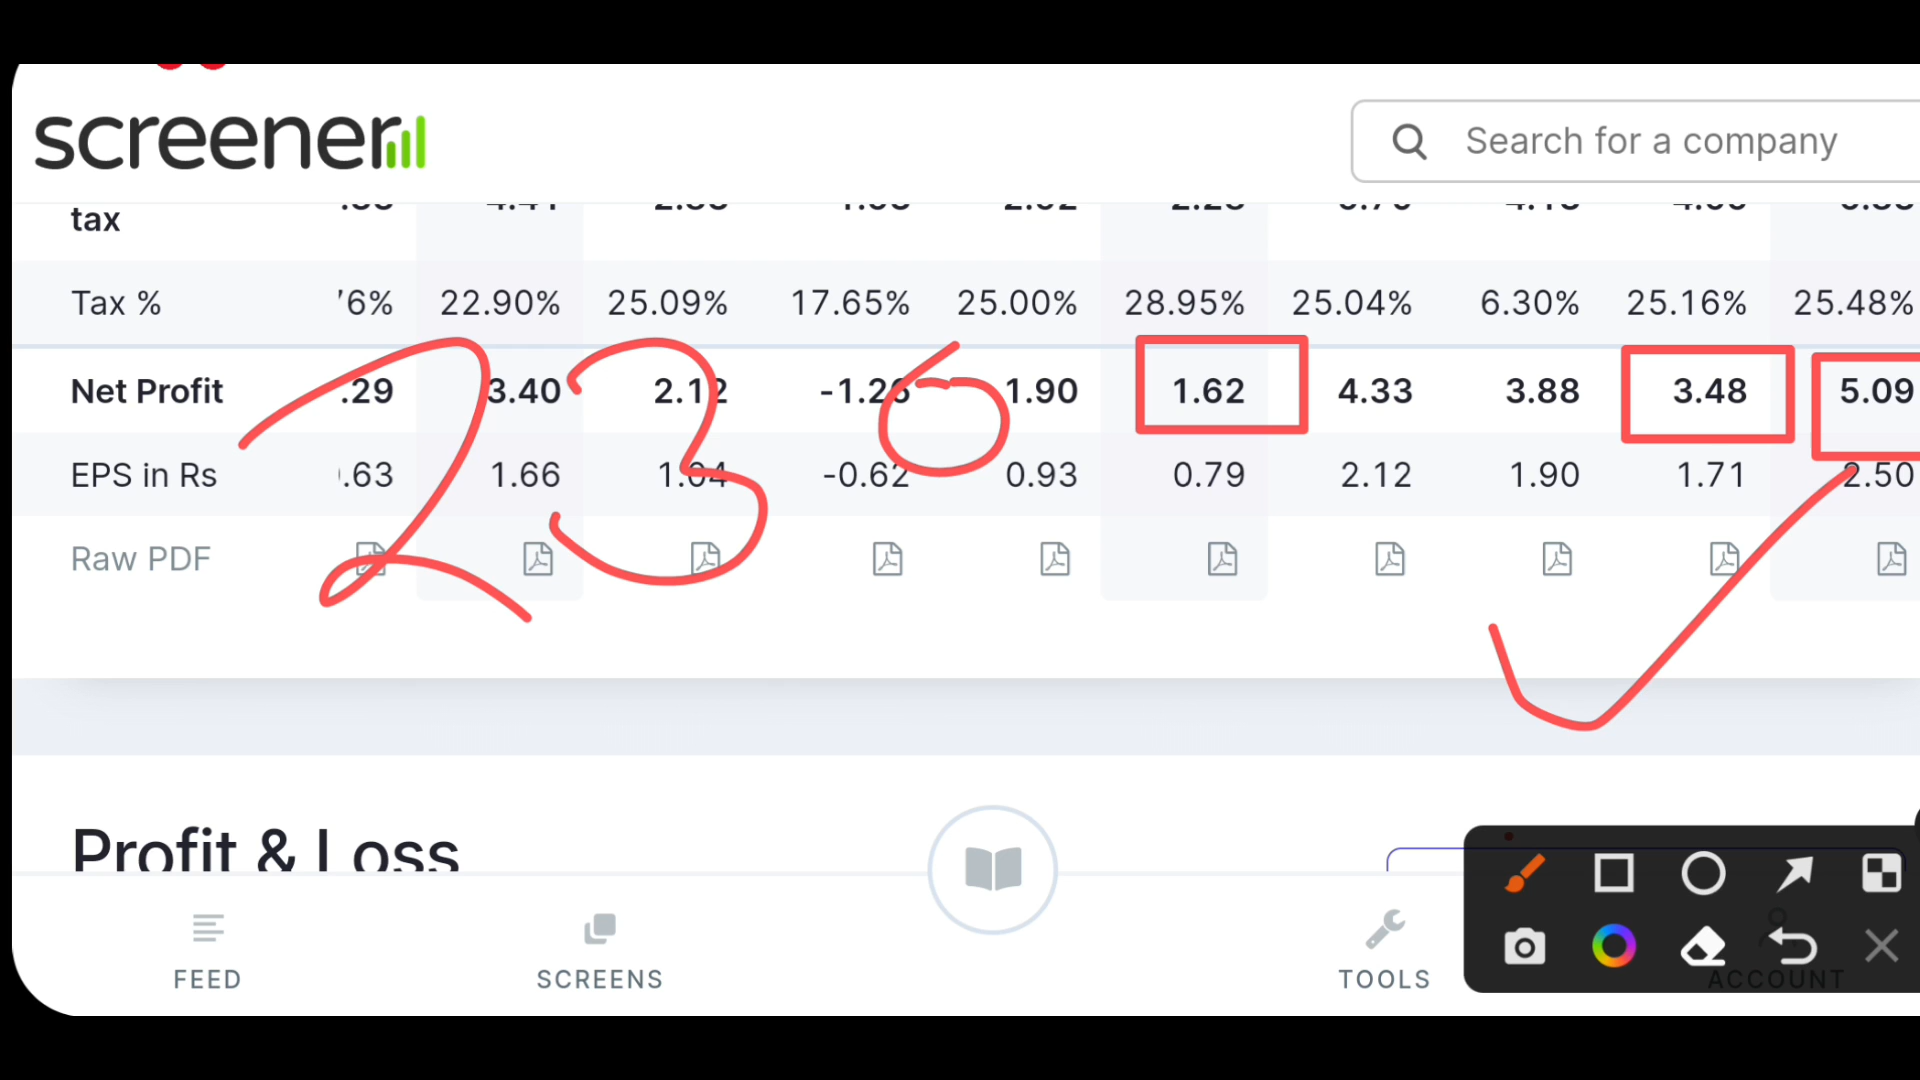 screener
Search for a company
tax
Tax % 22.90% 25.09% 17.65% 25.00% 28.95% 25.04% 6.30% 25.16% 25.48%
Net Profit .29 3.40 2.12 -1.26 1.90 1.62 4.33 3.88 3.48 5.09
EPS in Rs .63 1.66 1.04 -0.62 0.93 0.79 2.12 1.90 1.71 2.50
Raw PDF
236
Profit & Loss
FEED SCREENS TOOLS ACCOUNT